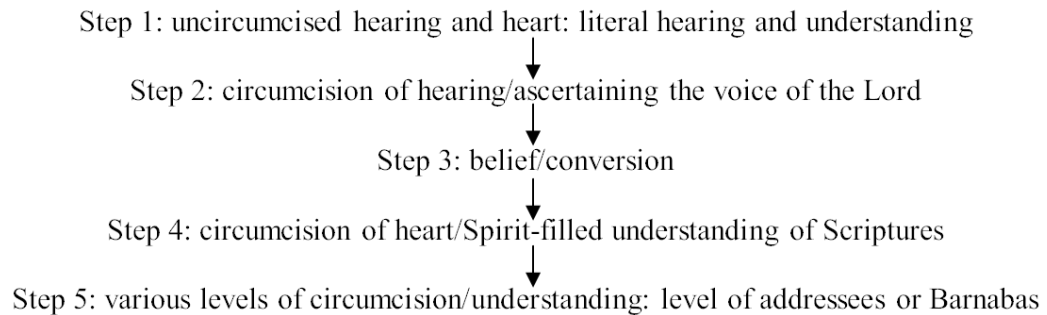 Step 1: uncircumcised hearing and heart: literal hearing and understanding
Step 2: circumcision of hearing/ascertaining the voice of the Lord
Step 3: belief/conversion
Step 4: circumcision of heart/Spirit-filled understanding of Scriptures
Step 5: various levels of circumcision/understanding: level of addressees or Barnabas